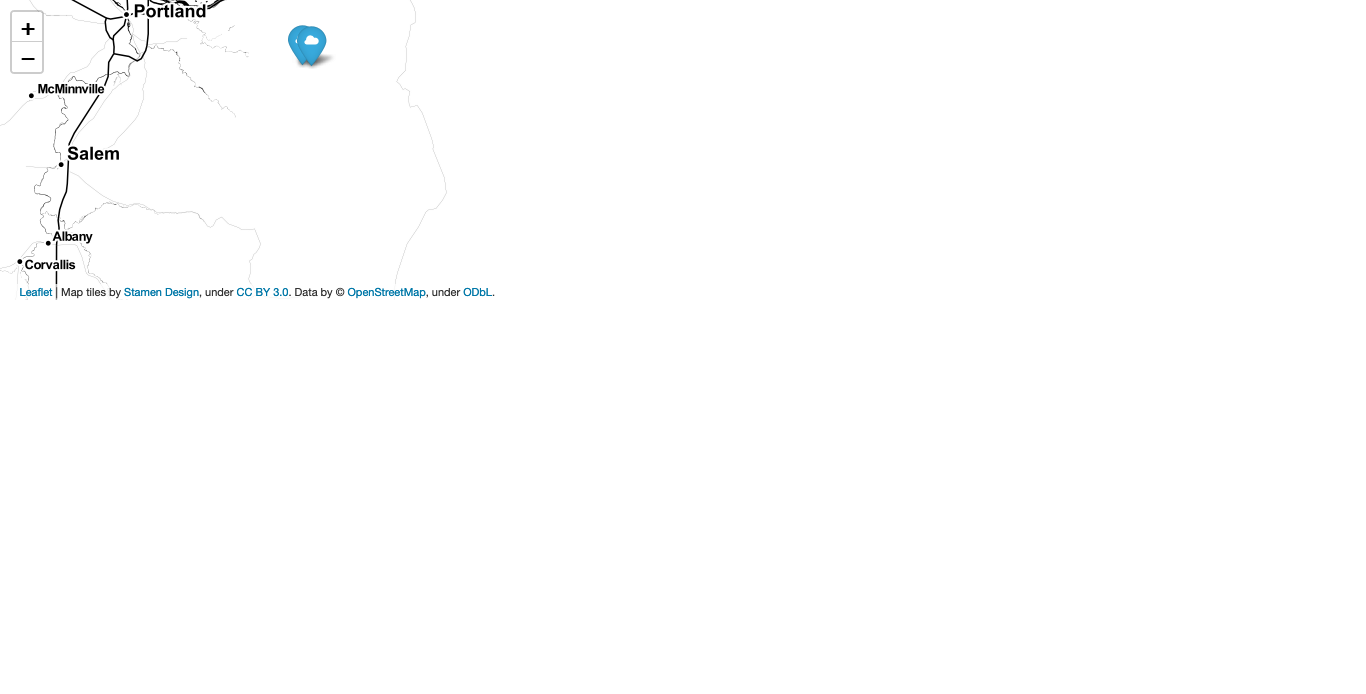 Portland
+
−
McMinnville
Salem
Albany
Corvallis
Leaflet | Map tiles by Stamen Design, under CC BY 3.0. Data by © OpenStreetMap, under ODbL.